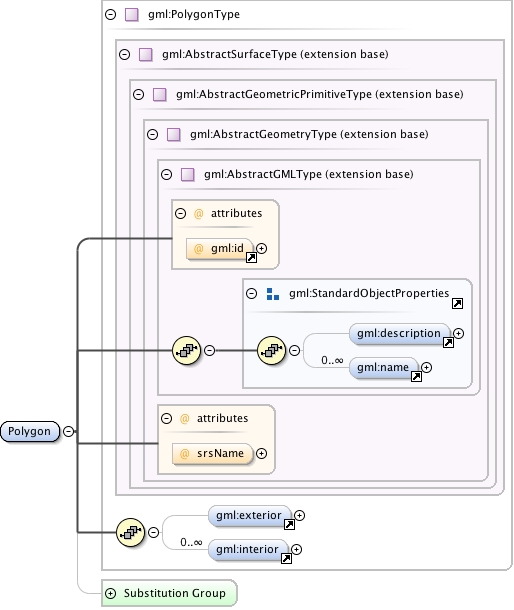 gml:PolygonType
gml:AbstractSurfaceType (extension base)
gml:AbstractGeometricPrimitiveType (extension base)
gml:AbstractGeometryType (extension base)
gml:AbstractGMLType (extension base)
@ attributes
@ gml:id
gml:StandardObjectProperties
gml:description
0..∞
gml:name
@ attributes
Polygon
@ srsName
gml:exterior
0..∞
gml:interior
Substitution Group